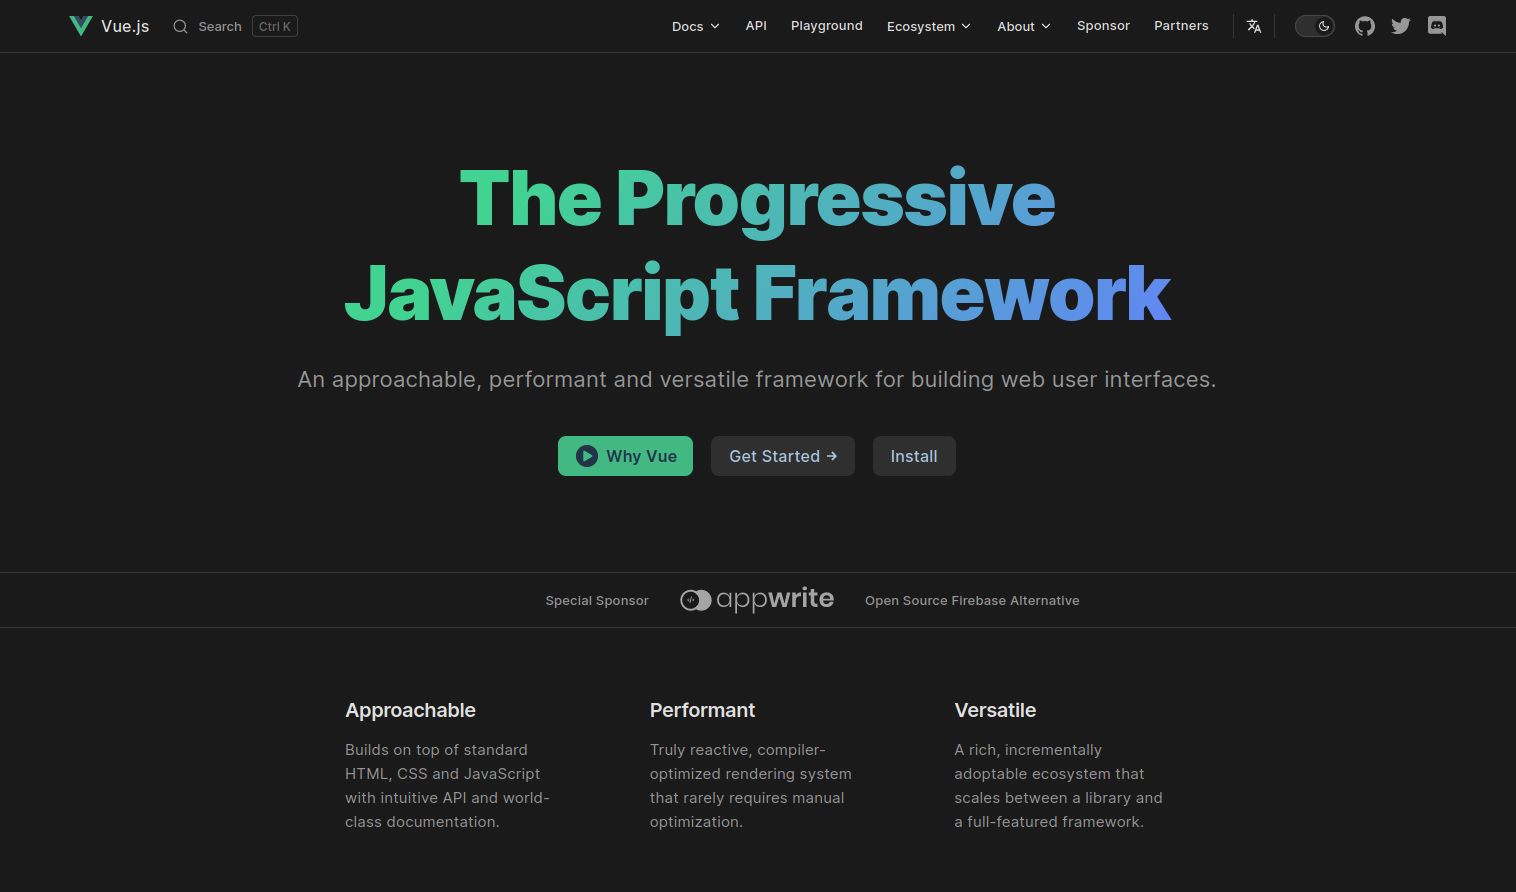 Vue.js Search Ctrl K Docs API Playground Ecosystem About Sponsor Partners
The Progressive
JavaScript Framework
An approachable, performant and versatile framework for building web user interfaces.
Why Vue Get Started → Install
Special Sponsor appwrite Open Source Firebase Alternative
Approachable
Builds on top of standard
HTML, CSS and JavaScript
with intuitive API and world-
class documentation.
Performant
Truly reactive, compiler-
optimized rendering system
that rarely requires manual
optimization.
Versatile
A rich, incrementally
adoptable ecosystem that
scales between a library and
a full-featured framework.